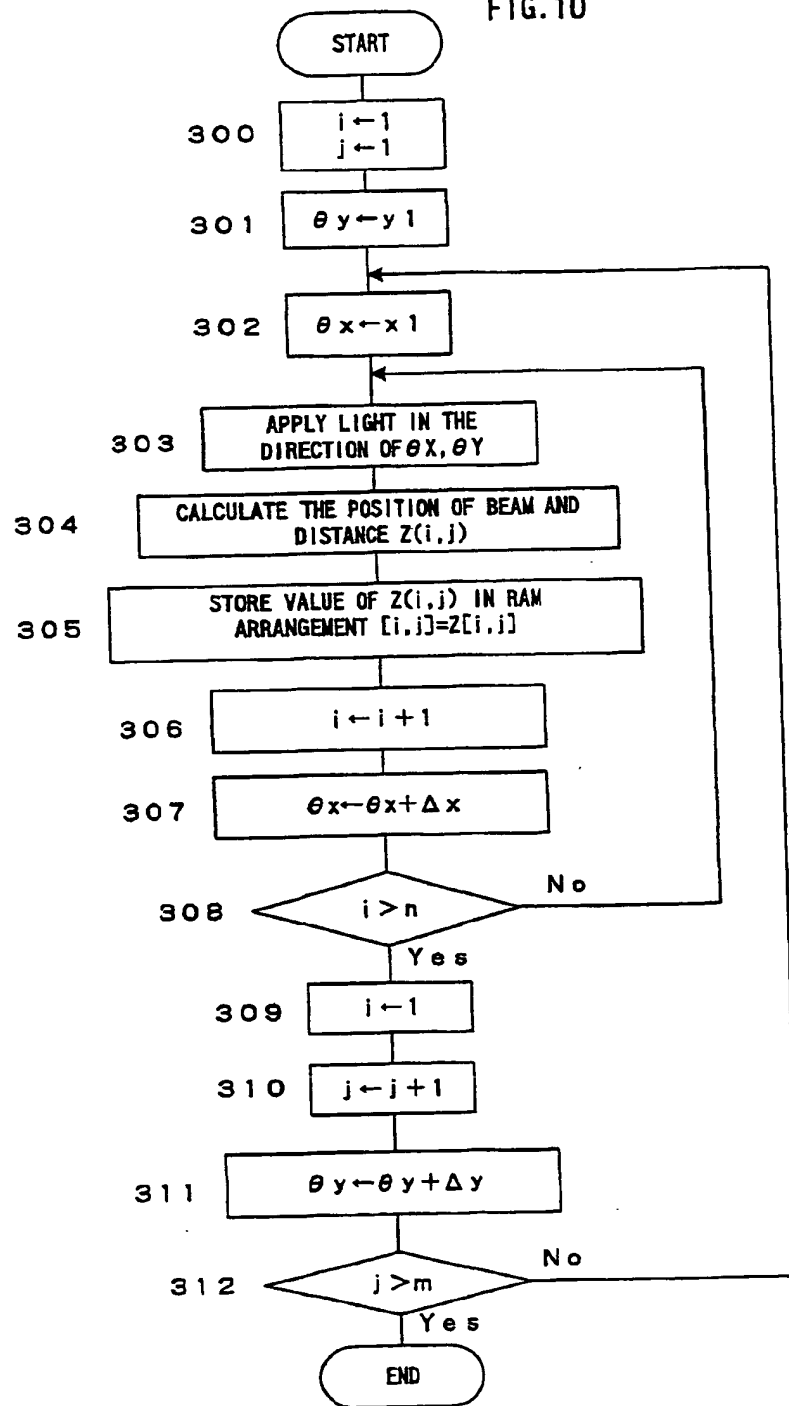 FIG.10
START
300
i←1
j←1
301
θy←y1
302
θx←x1
303
APPLY LIGHT IN THE
DIRECTION OF θX,θY
304
CALCULATE THE POSITION OF BEAM AND
DISTANCE Z(i,j)
305
STORE VALUE OF Z(i,j) IN RAM
ARRANGEMENT [i,j]=Z[i,j]
306
i←i+1
307
θx←θx+Δx
308
i>n
No
Yes
309
i←1
310
j←j+1
311
θy←θy+Δy
312
j>m
No
Yes
END